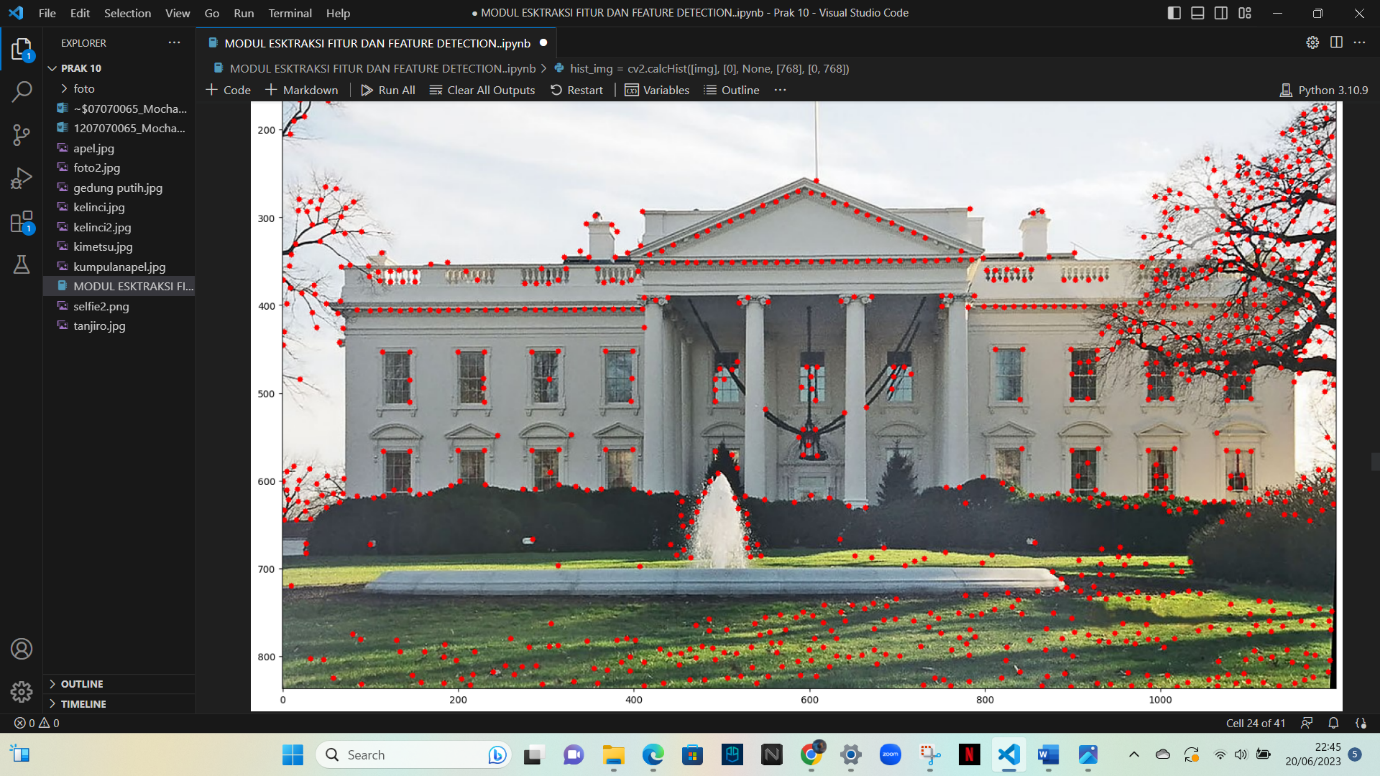 File Edit Selection View Go Run Terminal Help
● MODUL ESKTRAKSI FITUR DAN FEATURE DETECTION..ipynb - Prak 10 - Visual Studio Code
EXPLORER ···
MODUL ESKTRAKSI FITUR DAN FEATURE DETECTION..ipynb ●
1
PRAK 10
MODUL ESKTRAKSI FITUR DAN FEATURE DETECTION..ipynb > hist_img = cv2.calcHist([img], [0], None, [768], [0, 768])
foto
+ Code + Markdown Run All Clear All Outputs Restart Variables Outline ··· Python 3.10.9
~$07070065_Mocha...
1207070065_Mocha...
apel.jpg
foto2.jpg
gedung putih.jpg
kelinci.jpg
kelinci2.jpg
1
kimetsu.jpg
kumpulanapel.jpg
MODUL ESKTRAKSI FI...
selfie2.png
tanjiro.jpg
200
300
400
500
600
700
800
0 200 400 600 800 1000
OUTLINE
TIMELINE
0 0 Cell 24 of 41
Search
zoom
N
N
W
22:45
20/06/2023
5